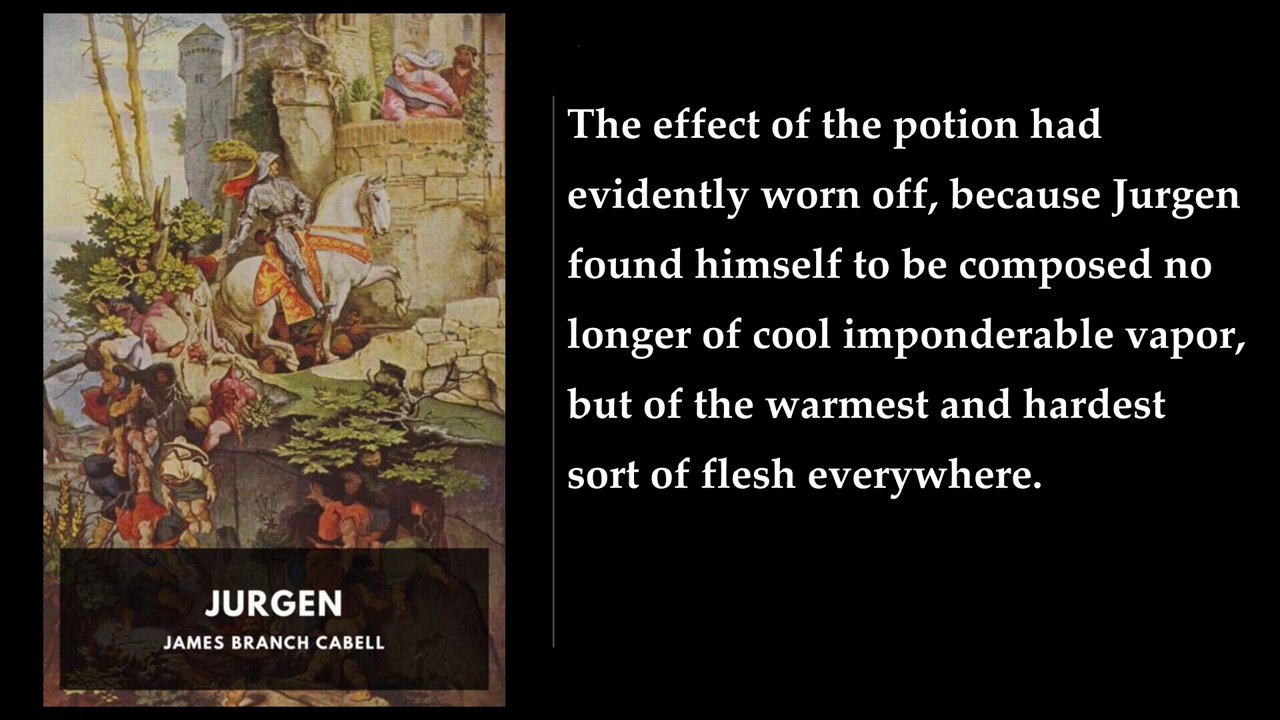 The effect of the potion had
evidently worn off, because Jurgen
found himself to be composed no
longer of cool imponderable vapor,
but of the warmest and hardest
sort of flesh everywhere.
JURGEN
JAMES BRANCH CABELL